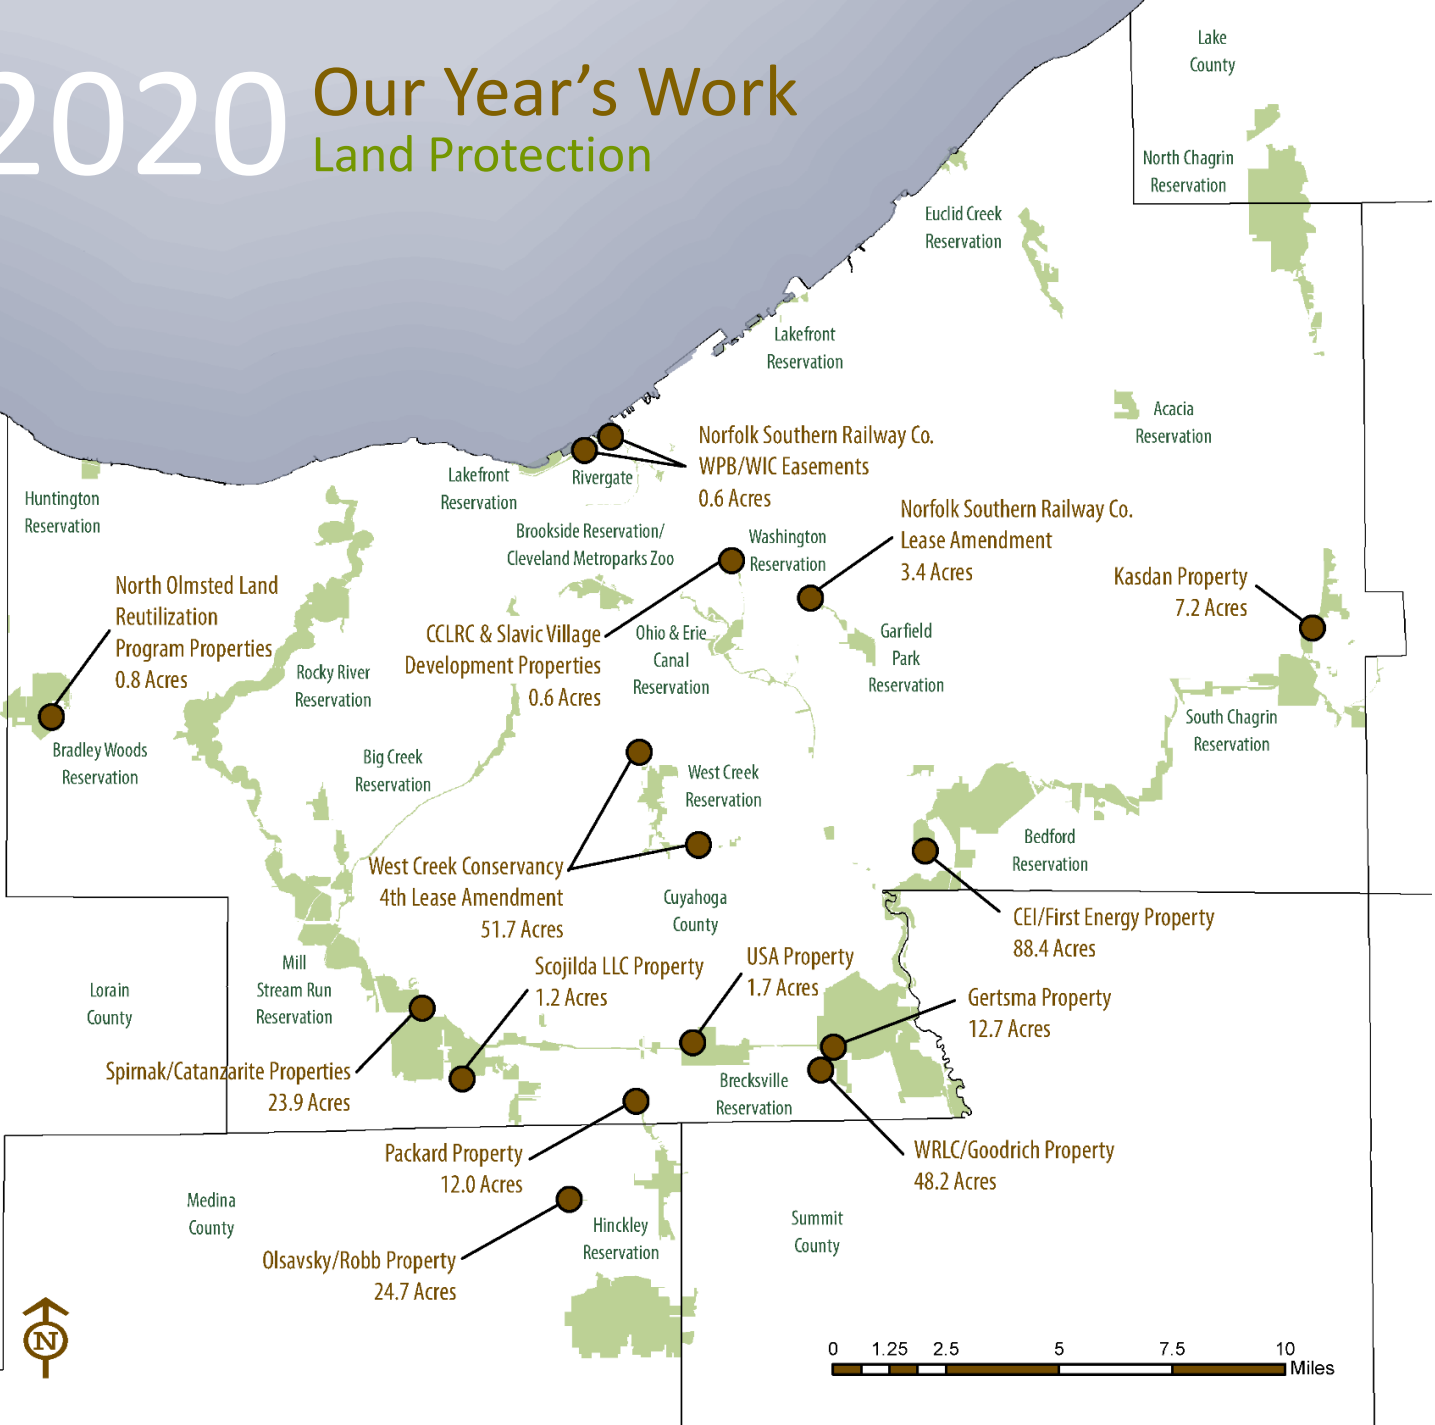 2020
Our Year's Work
Land Protection
Lake
County
North Chagrin
Reservation
Euclid Creek
Reservation
Lakefront
Reservation
Acacia
Reservation
Norfolk Southern Railway Co.
WPB/WIC Easements
0.6 Acres
Lakefront
Reservation
Rivergate
Huntington
Reservation
Brookside Reservation/
Cleveland Metroparks Zoo
Washington
Reservation
Norfolk Southern Railway Co.
Lease Amendment
3.4 Acres
Kasdan Property
7.2 Acres
North Olmsted Land
Reutilization
Program Properties
0.8 Acres
CCLRC & Slavic Village
Development Properties
0.6 Acres
Ohio & Erie
Canal
Reservation
Garfield
Park
Reservation
Rocky River
Reservation
South Chagrin
Reservation
Bradley Woods
Reservation
Big Creek
Reservation
West Creek
Reservation
Bedford
Reservation
West Creek Conservancy
4th Lease Amendment
51.7 Acres
Cuyahoga
County
CEI/First Energy Property
88.4 Acres
Mill
Stream Run
Reservation
Scojilda LLC Property
1.2 Acres
USA Property
1.7 Acres
Gertsma Property
12.7 Acres
Lorain
County
Spirnak/Catanzarite Properties
23.9 Acres
Brecksville
Reservation
Packard Property
12.0 Acres
WRLC/Goodrich Property
48.2 Acres
Medina
County
Hinckley
Reservation
Summit
County
Olsavsky/Robb Property
24.7 Acres
N
0 1.25 2.5 5 7.5 10
Miles